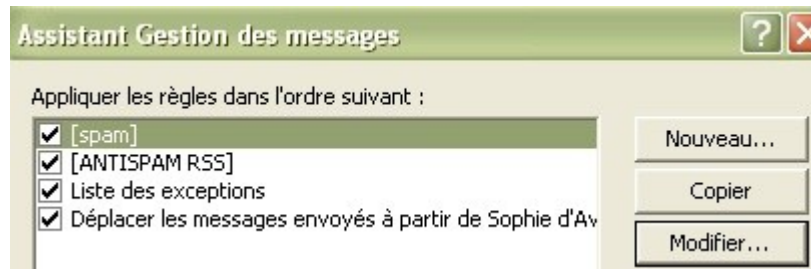 Assistant Gestion des messages
Appliquer les règles dans l'ordre suivant :
[spam]
[ANTISPAM RSS]
Liste des exceptions
Déplacer les messages envoyés à partir de Sophie d'Av
Nouveau...
Copier
Modifier...